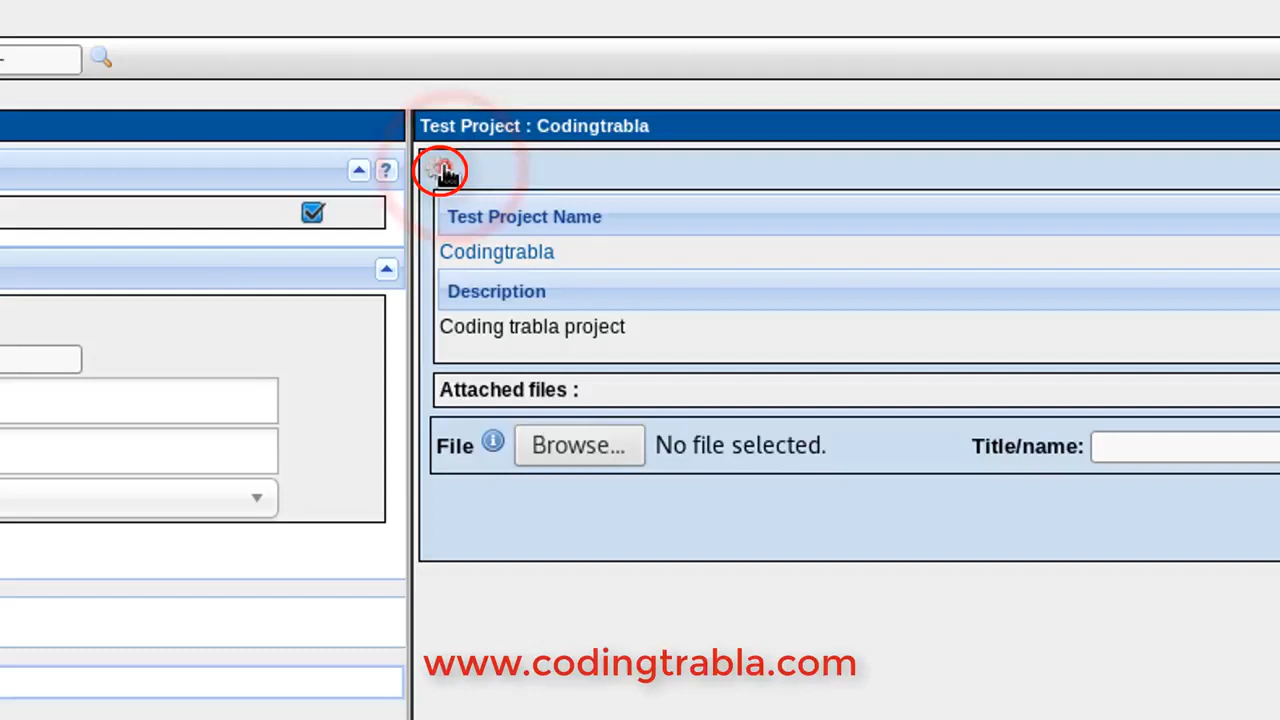 Test Project : Codingtrabla
?
Test Project Name
Codingtrabla
Description
Coding trabla project
Attached files :
File Browse... No file selected. Title/name:
www.codingtrabla.com